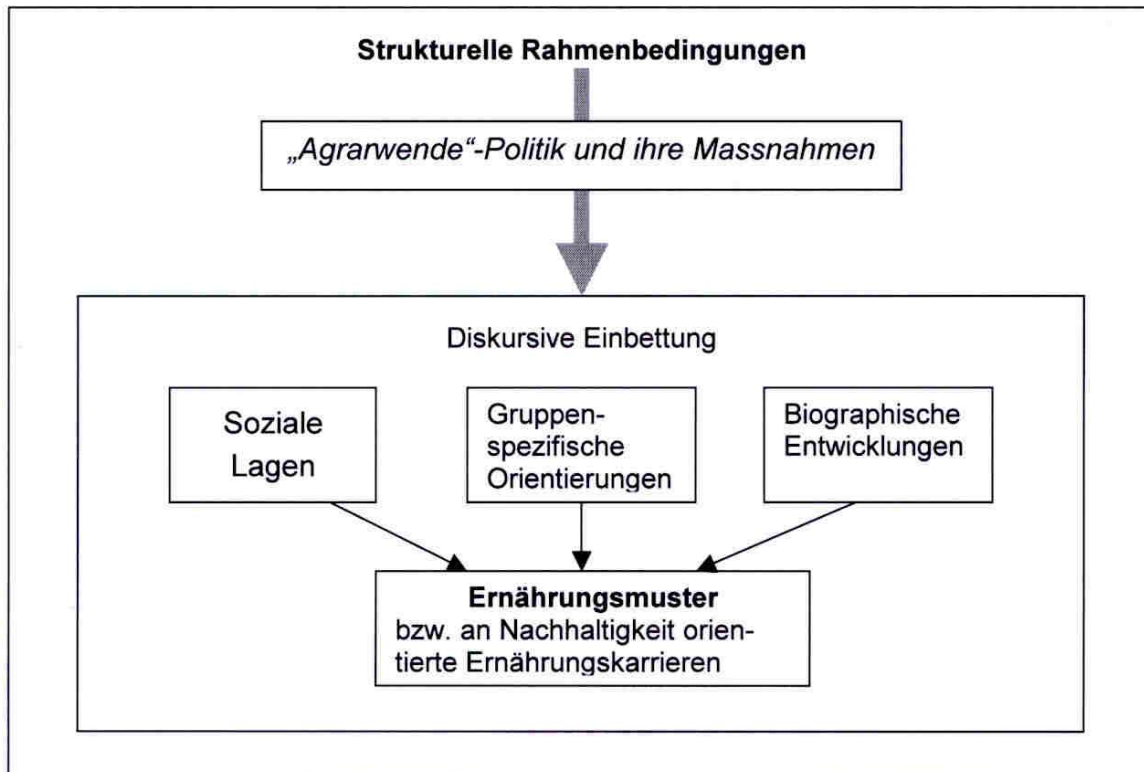 Strukturelle Rahmenbedingungen
„Agrarwende“-Politik und ihre Massnahmen
Diskursive Einbettung
Soziale
Lagen
Gruppen-
spezifische
Orientierungen
Biographische
Entwicklungen
Ernährungsmuster
bzw. an Nachhaltigkeit orien-
tierte Ernährungskarrieren